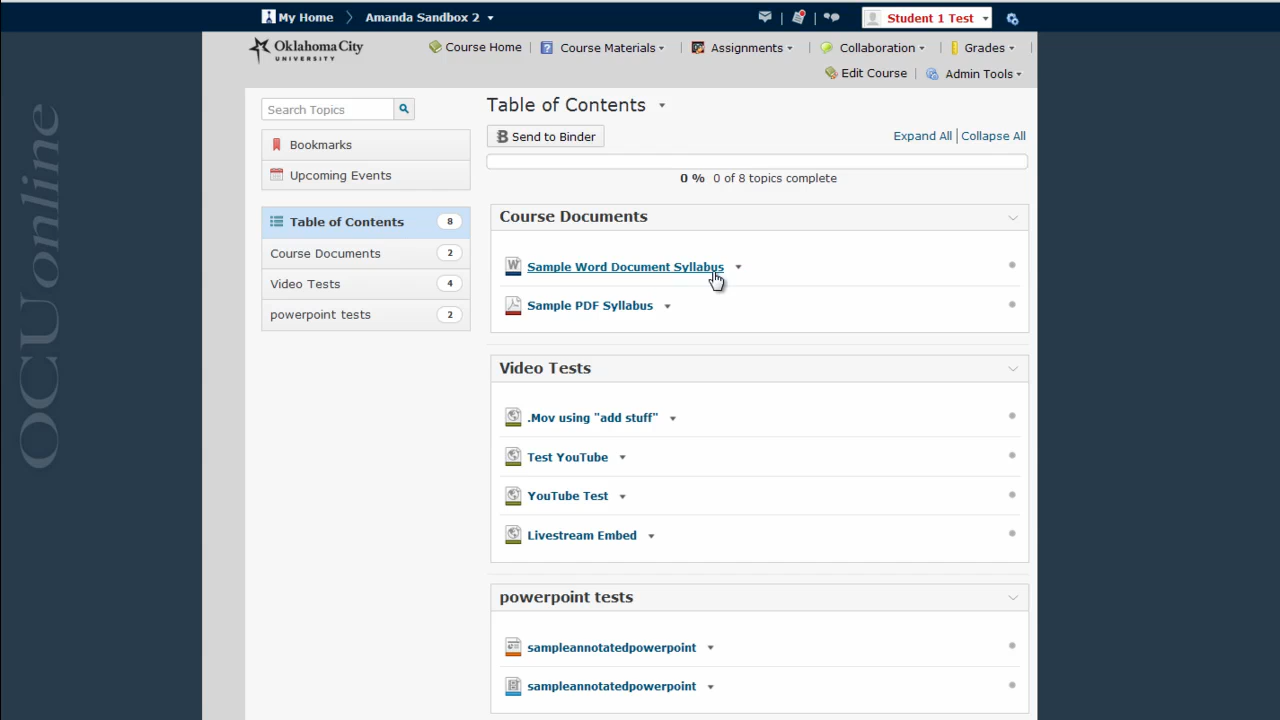 My Home
Amanda Sandbox 2
Student 1 Test
Oklahoma City
UNIVERSITY
Course Home
Course Materials
Assignments
Collaboration
Grades
Edit Course
Admin Tools
OCUonline
Search Topics
Bookmarks
Upcoming Events
Table of Contents 8
Course Documents 2
Video Tests 4
powerpoint tests 2
Table of Contents
B Send to Binder
Expand All | Collapse All
0 % 0 of 8 topics complete
Course Documents
W Sample Word Document Syllabus
Sample PDF Syllabus
Video Tests
.Mov using "add stuff"
Test YouTube
YouTube Test
Livestream Embed
powerpoint tests
sampleannotatedpowerpoint
sampleannotatedpowerpoint